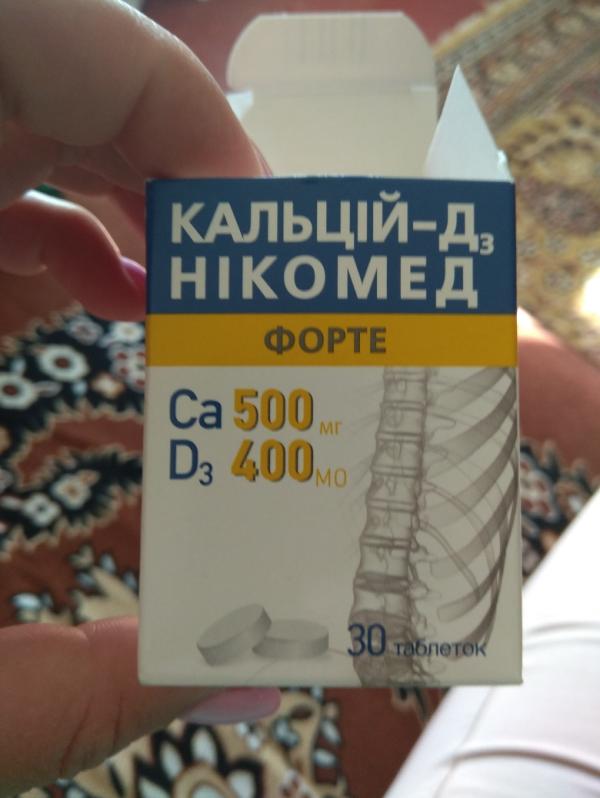 КАЛЬЦІЙ-Д₃
НІКОМЕД
ФОРТЕ
Ca 500 мг
D₃ 400 МО
30 таблеток